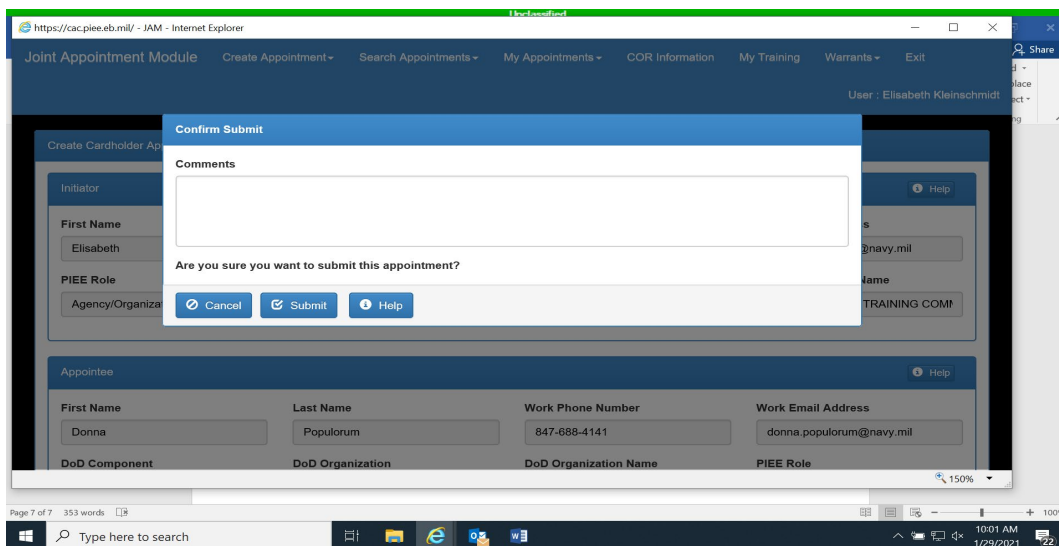 Unclassified
https://cac.piee.eb.mil/ - JAM - Internet Explorer
Share
Joint Appointment Module Create Appointment Search Appointments My Appointments COR Information My Training Warrants Exit
User : Elisabeth Kleinschmidt
Confirm Submit
Create Cardholder Ap
Comments
Initiator Help
First Name s
Elisabeth @navy.mil
Are you sure you want to submit this appointment?
PIEE Role Name
Agency/Organiza TRAINING COMM
Cancel Submit Help
Appointee Help
First Name Last Name Work Phone Number Work Email Address
Donna Populorum 847-688-4141 donna.populorum@navy.mil
DoD Component DoD Organization DoD Organization Name PIEE Role
150%
Page 7 of 7 353 words 100%
Type here to search 10:01 AM
1/29/2021 22